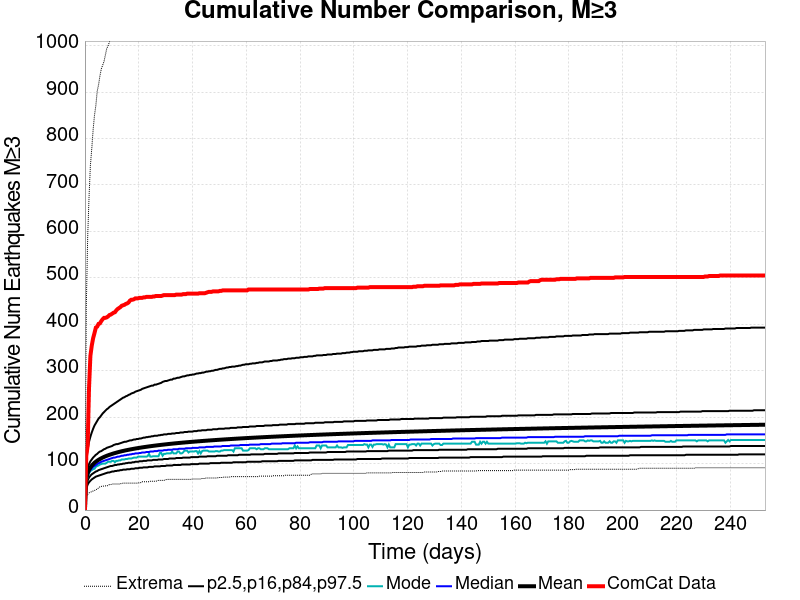 Cumulative Number Comparison, M≥3
Cumulative Num Earthquakes M≥3
1000
900
800
700
600
500
400
300
200
100
0
0 20 40 60 80 100 120 140 160 180 200 220 240
Time (days)
Extrema p2.5,p16,p84,p97.5 Mode Median Mean ComCat Data